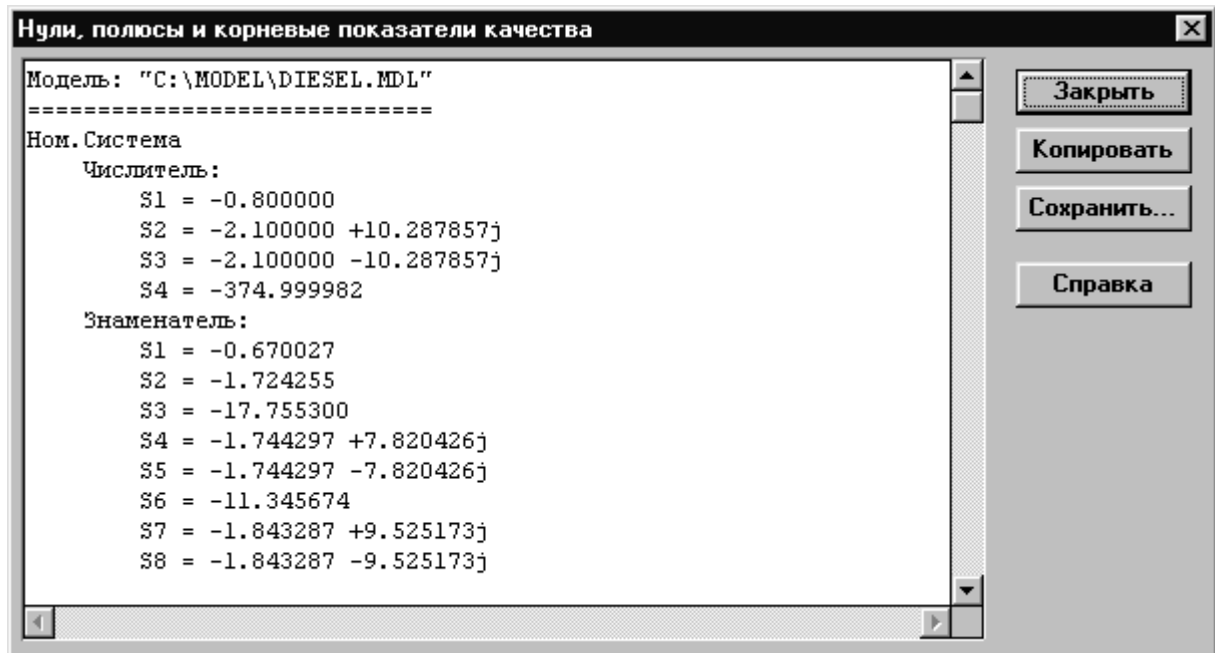 Нули, полюсы и корневые показатели качества
Модель: "C:\MODEL\DIESEL.MDL"
=============================
Ном.Система
Числитель:
S1 = -0.800000
S2 = -2.100000 +10.287857j
S3 = -2.100000 -10.287857j
S4 = -374.999982
Знаменатель:
S1 = -0.670027
S2 = -1.724255
S3 = -17.755300
S4 = -1.744297 +7.820426j
S5 = -1.744297 -7.820426j
S6 = -11.345674
S7 = -1.843287 +9.525173j
S8 = -1.843287 -9.525173j
Закрыть
Копировать
Сохранить...
Справка